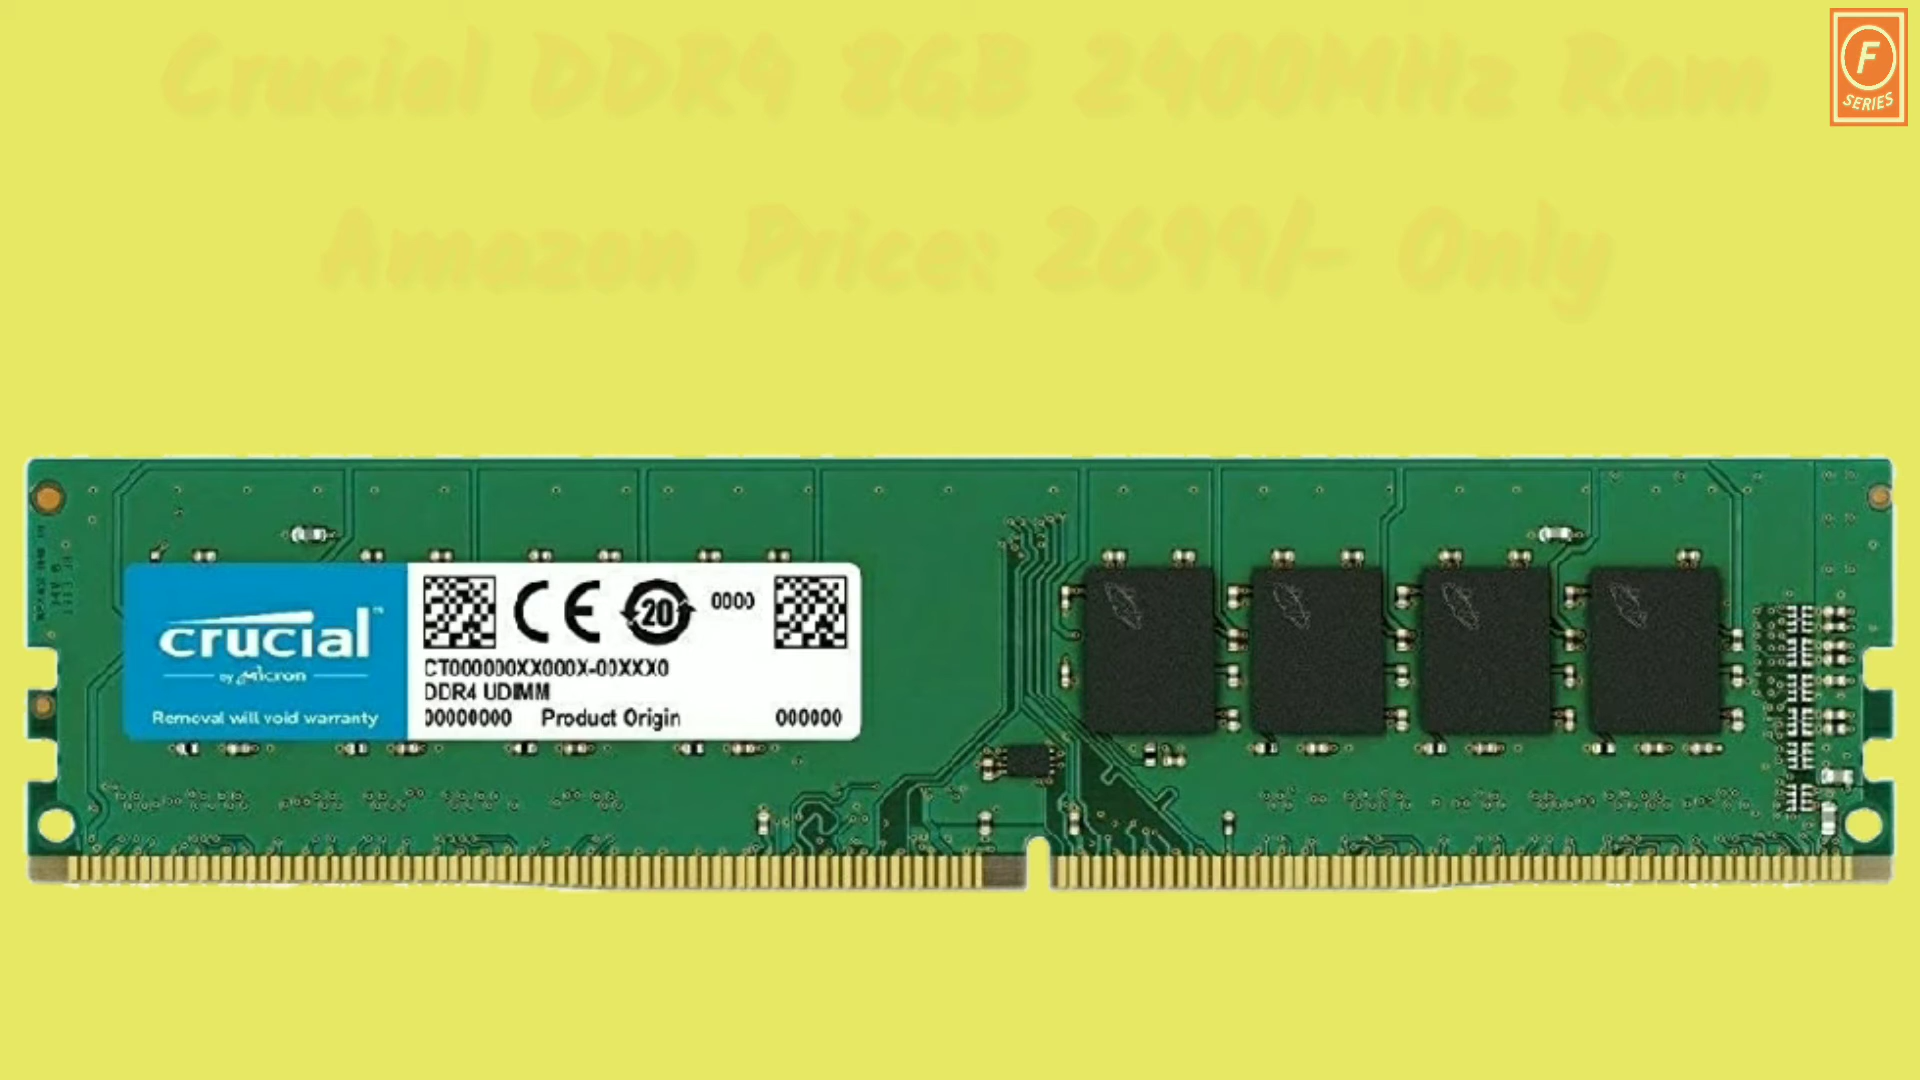 Crucial DDR4 8GB 2400MHz Ram
F
SERIES
Amazon Price: 2699/- Only
crucial™
by Micron
Removal will void warranty
CE 20 0000
CT000000XX000X-00XXX0
DDR4 UDIMM
00000000 Product Origin 000000